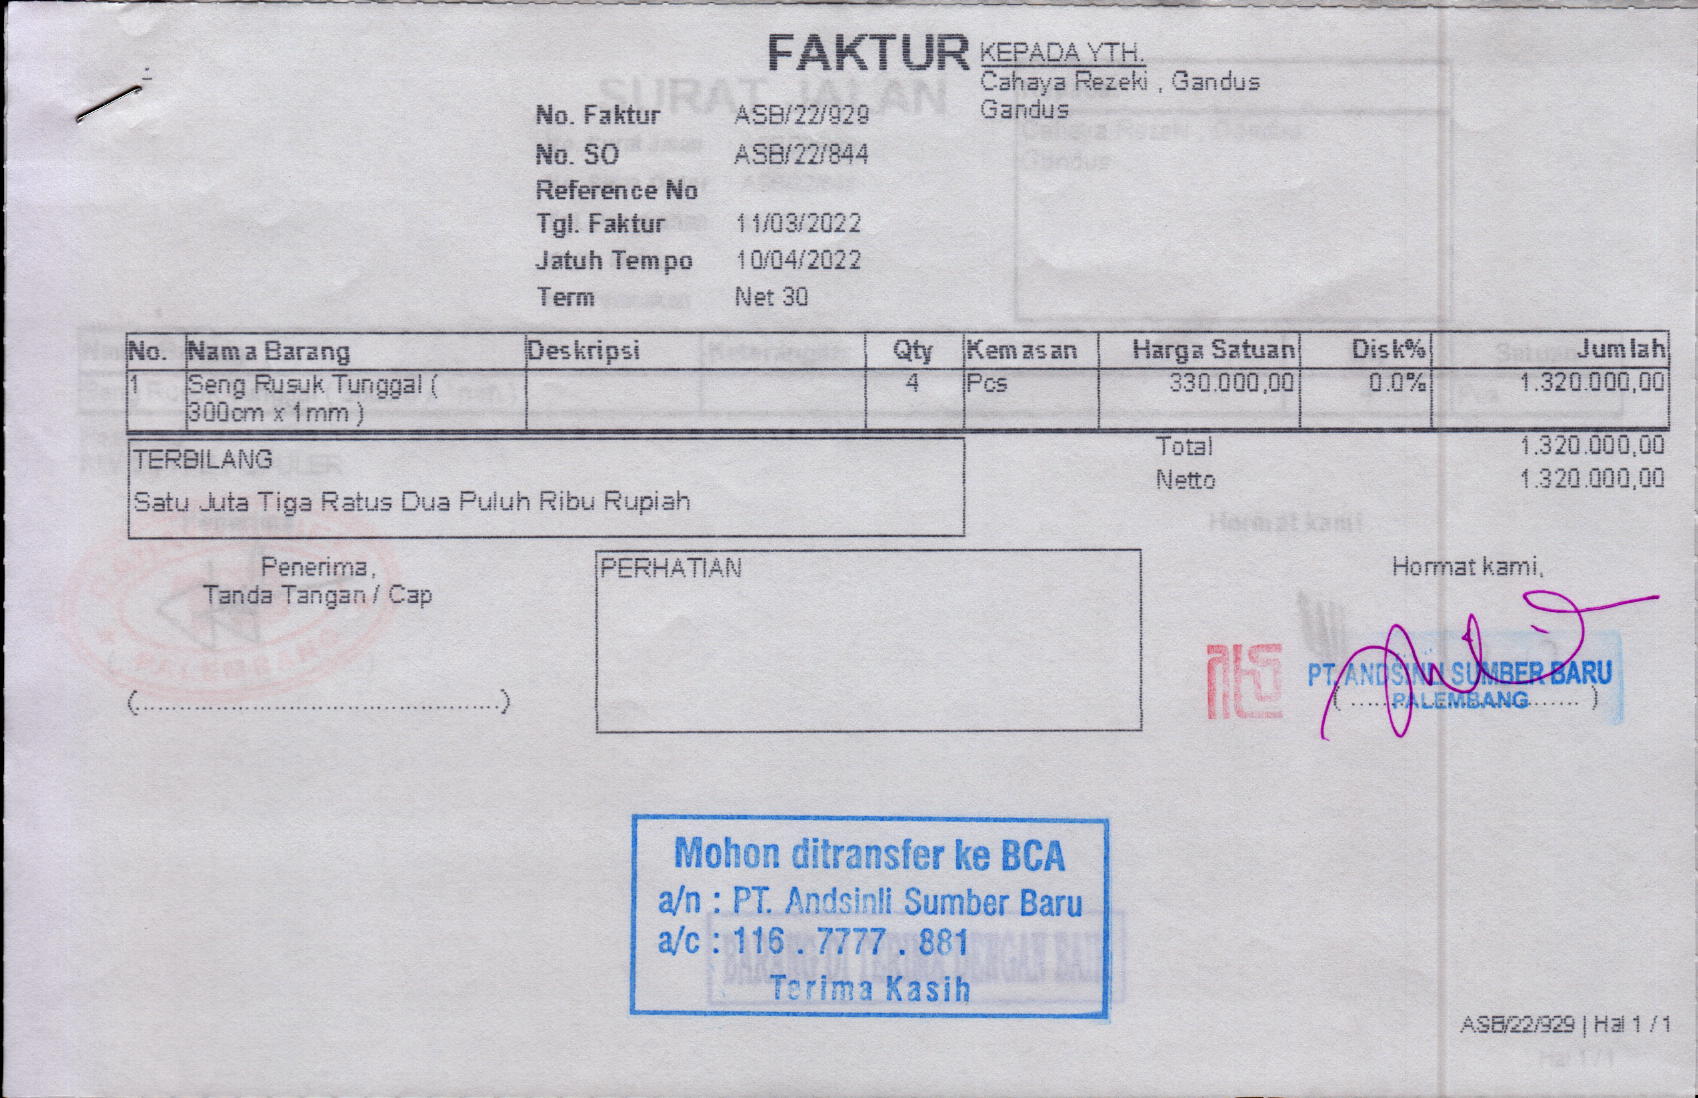 FAKTUR
KEPADA YTH.
Cahaya Rezeki , Gandus
Gandus
No. Faktur ASB/22/929
No. SO ASB/22/844
Reference No
Tgl. Faktur 11/03/2022
Jatuh Tempo 10/04/2022
Term Net 30
No. Nama Barang Deskripsi Qty Kemasan Harga Satuan Disk% Jumlah
1 Seng Rusuk Tunggal ( 4 Pcs 330.000,00 0.0% 1.320.000,00
300cm x 1mm )
Total 1.320.000,00
Netto 1.320.000,00
TERBILANG
Satu Juta Tiga Ratus Dua Puluh Ribu Rupiah
Penerima,
Tanda Tangan / Cap
(..............................................)
PERHATIAN
Hormat kami,
PT. ANDSINLI SUMBER BARU
PALEMBANG
Mohon ditransfer ke BCA
a/n : PT. Andsinli Sumber Baru
a/c : 116 . 7777 . 881
Terima Kasih
ASB/22/929 | Hal 1 / 1
SURAT JALAN
Hormat kami
PALEMBANG